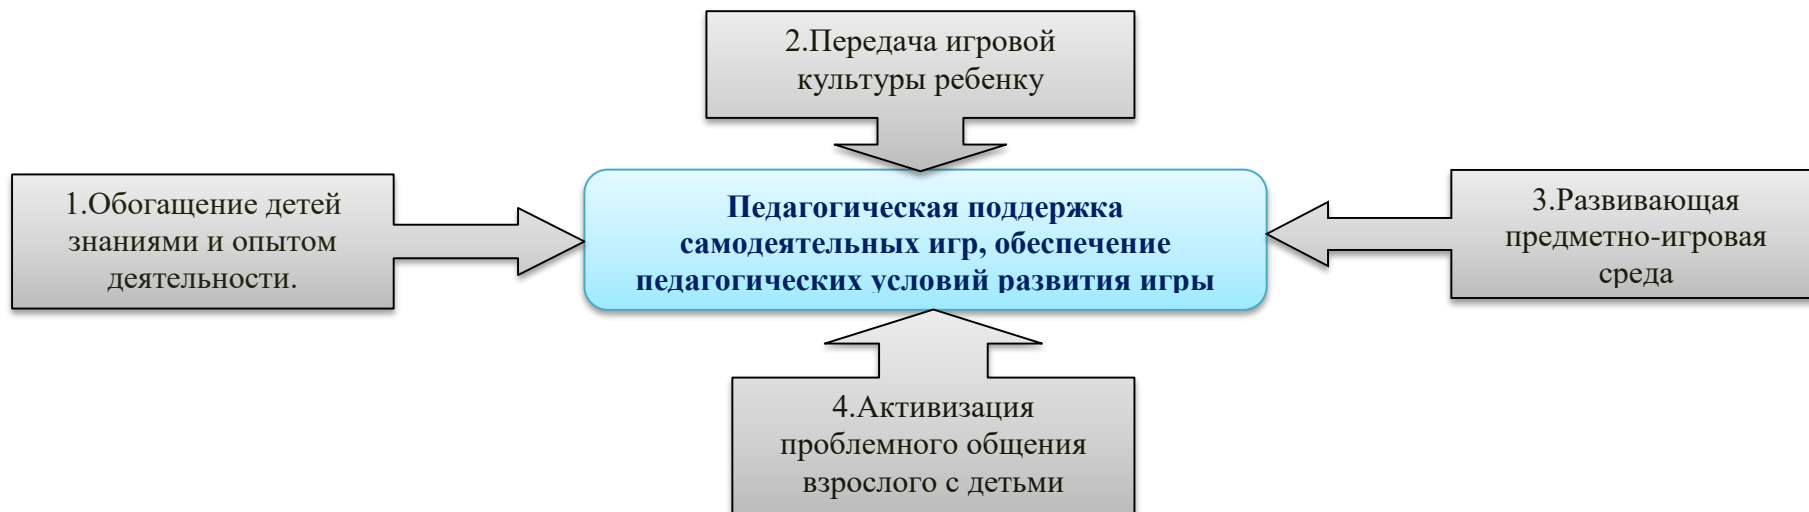 2.Передача игровой
культуры ребенку
1.Обогащение детей
знаниями и опытом
деятельности.
Педагогическая поддержка
самодеятельных игр, обеспечение
педагогических условий развития игры
3.Развивающая
предметно-игровая
среда
4.Активизация
проблемного общения
взрослого с детьми